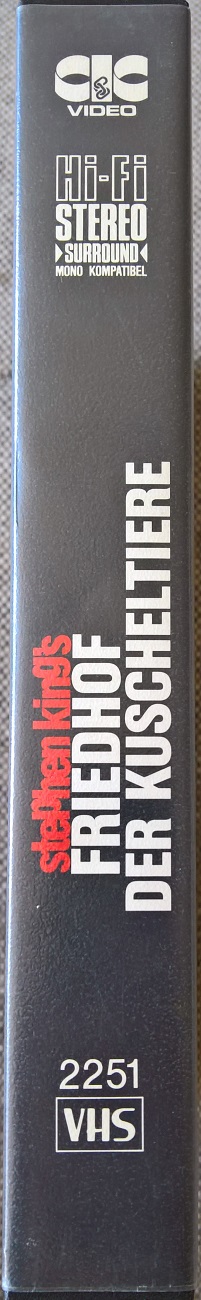 CIC
VIDEO
Hi-Fi
STEREO
SURROUND
MONO KOMPATIBEL
stephen king's
FRIEDHOF
DER KUSCHELTIERE
2251
VHS